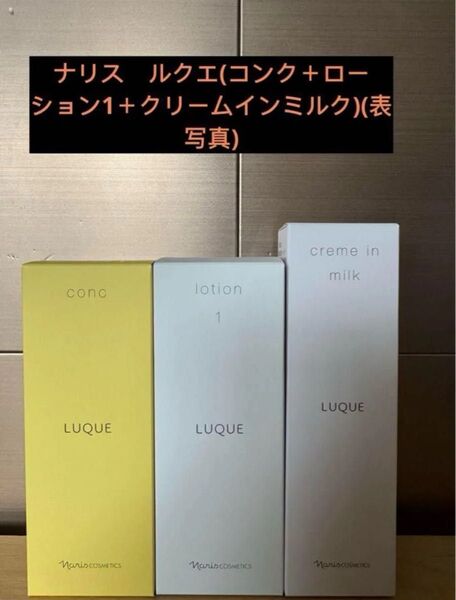 ナリス　ルクエ(コンク＋ロー
ション1＋クリームインミルク)(表
写真)
conc
LUQUE
naris COSMETICS
lotion
1
LUQUE
naris COSMETICS
creme in
milk
LUQUE
naris COSMETICS